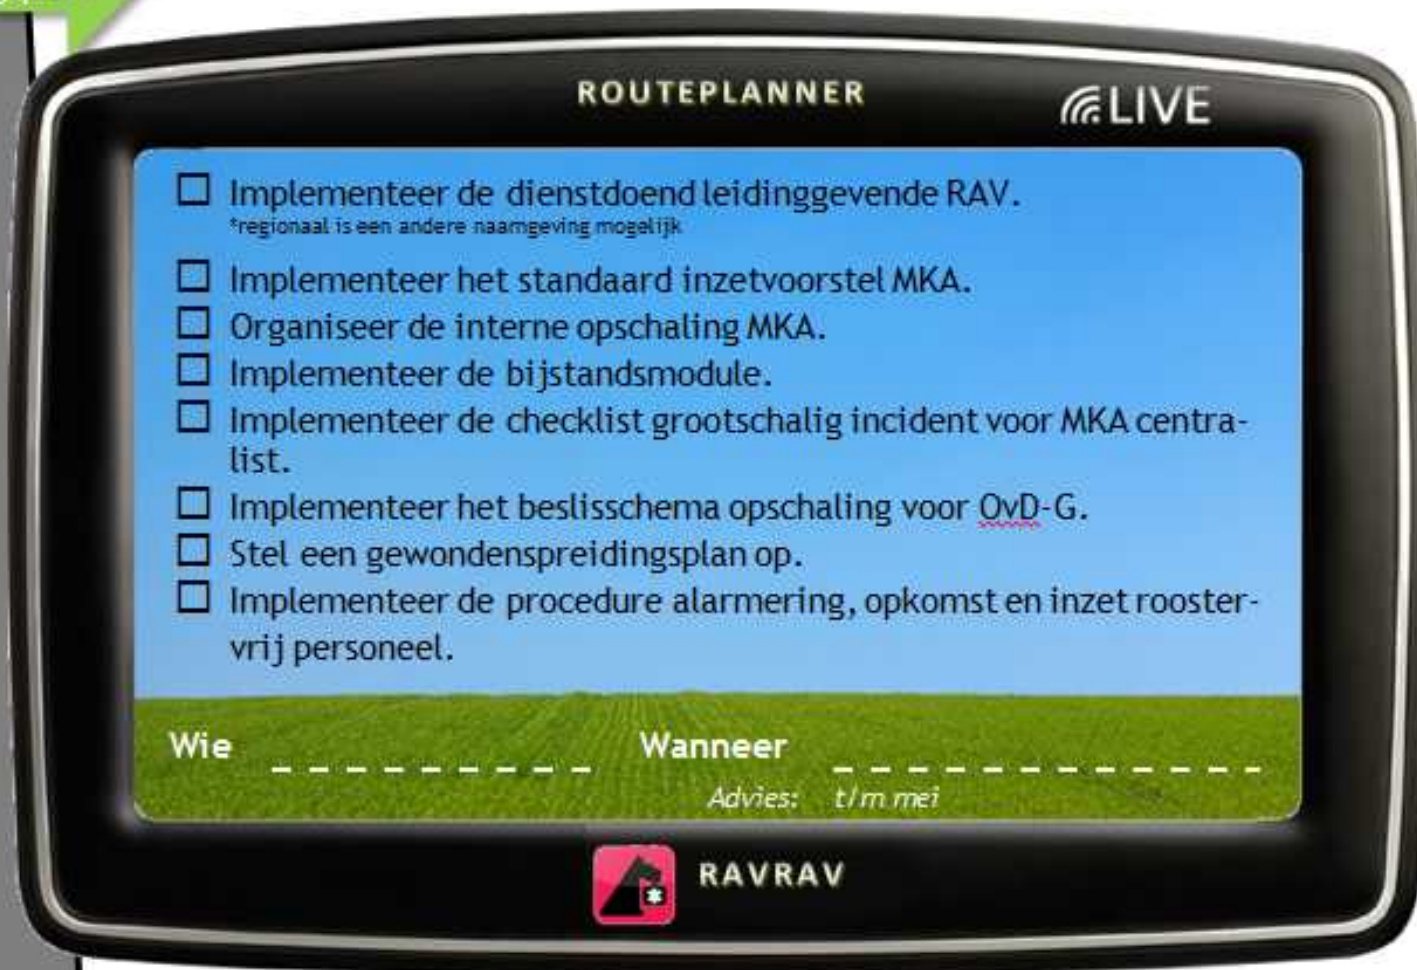 ROUTEPLANNER
LIVE
Implementeer de dienstdoend leidinggevende RAV.
*regionaal is een andere naamgeving mogelijk
Implementeer het standaard inzetvoorstel MKA.
Organiseer de interne opschaling MKA.
Implementeer de bijstandsmodule.
Implementeer de checklist grootschalig incident voor MKA centra-
list.
Implementeer het beslisschema opschaling voor OvD-G.
Stel een gewondenspreidingsplan op.
Implementeer de procedure alarmering, opkomst en inzet rooster-
vrij personeel.
Wie _ _ _ _ _ _ _ _ _ Wanneer _ _ _ _ _ _ _ _ _ _ _ _
Advies: t/m mei
RAVRAV